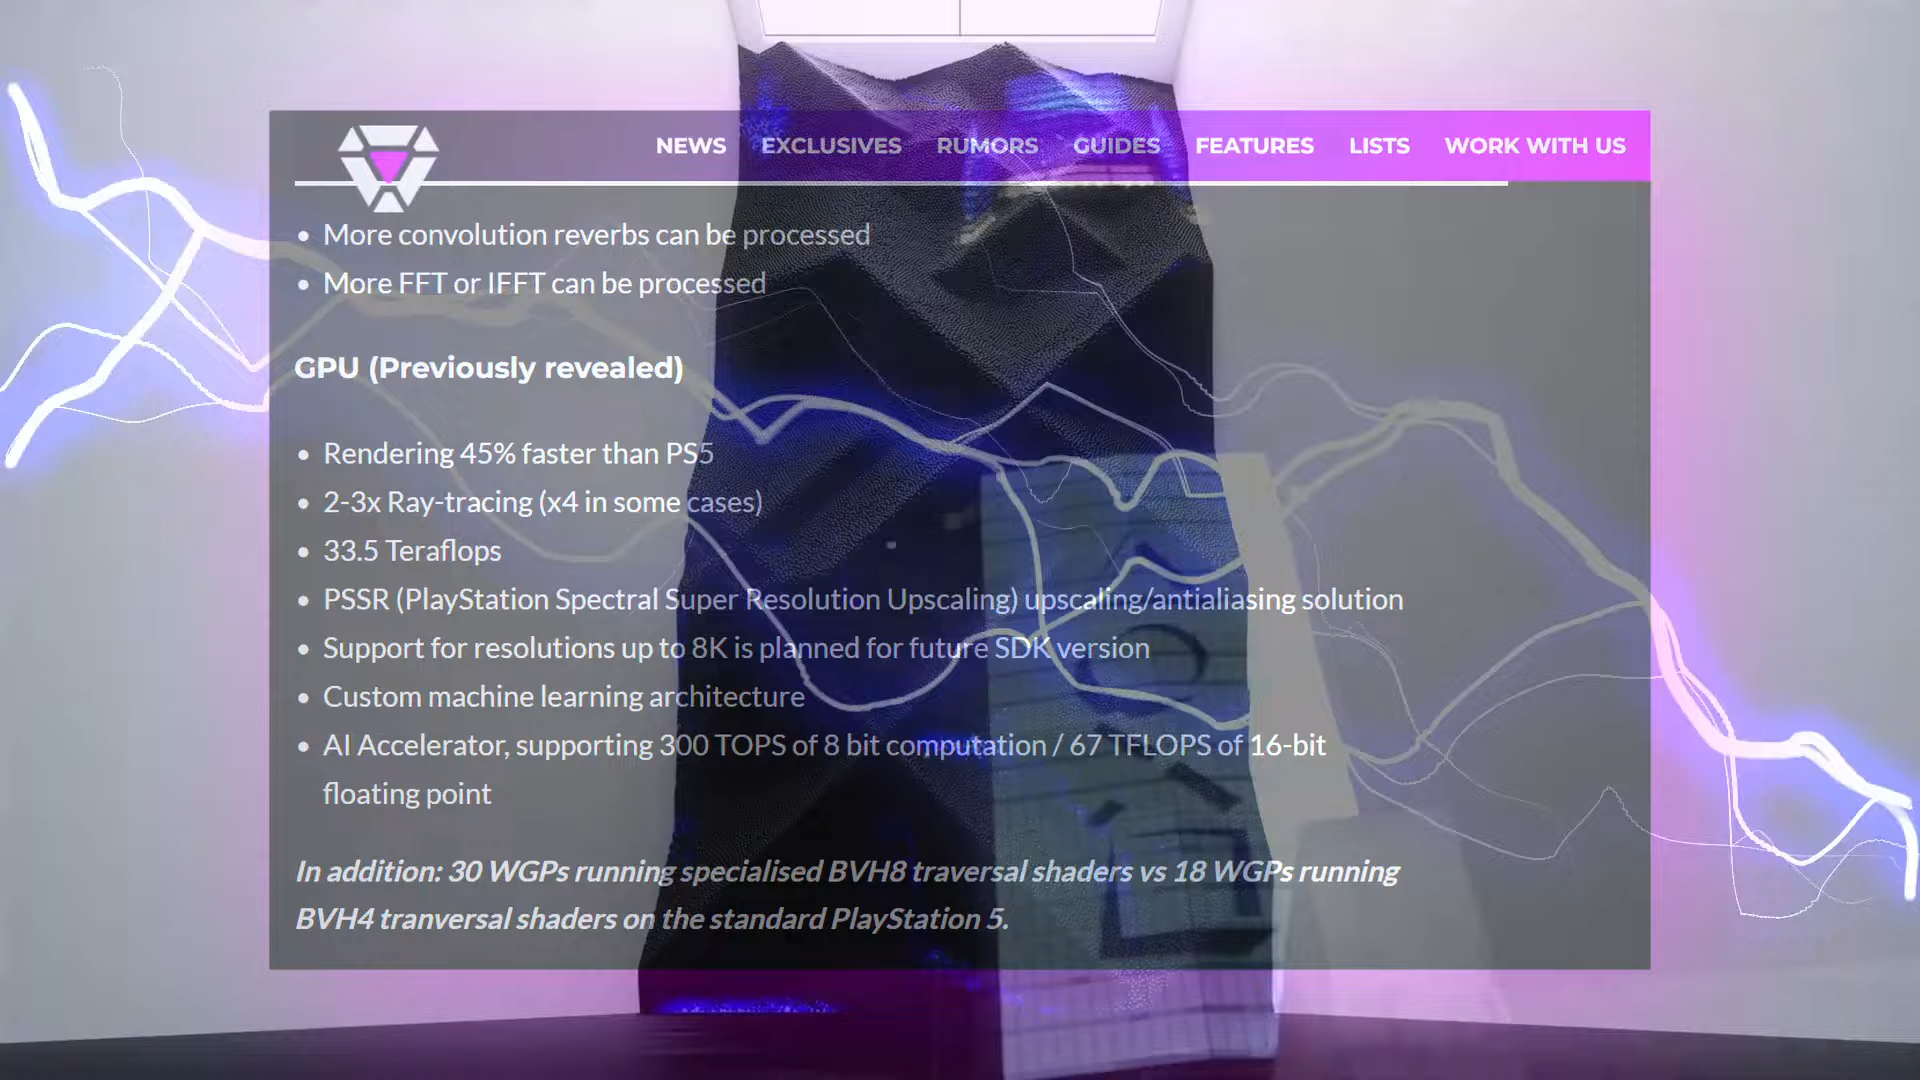 NEWS EXCLUSIVES RUMORS GUIDES FEATURES LISTS WORK WITH US
• More convolution reverbs can be processed
• More FFT or IFFT can be processed
GPU (Previously revealed)
• Rendering 45% faster than PS5
• 2-3x Ray-tracing (x4 in some cases)
• 33.5 Teraflops
• PSSR (PlayStation Spectral Super Resolution Upscaling) upscaling/antialiasing solution
• Support for resolutions up to 8K is planned for future SDK version
• Custom machine learning architecture
• AI Accelerator, supporting 300 TOPS of 8 bit computation / 67 TFLOPS of 16-bit
floating point
In addition: 30 WGPs running specialised BVH8 traversal shaders vs 18 WGPs running
BVH4 tranversal shaders on the standard PlayStation 5.